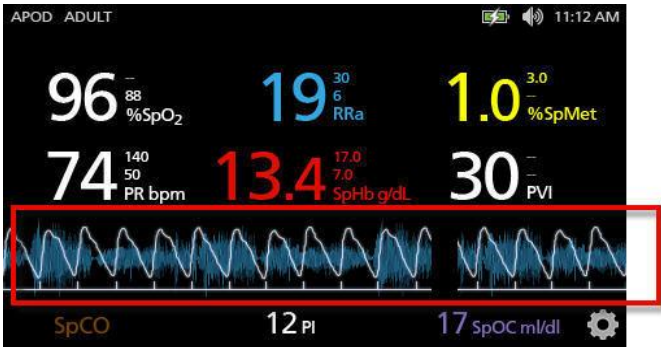 APOD ADULT 11:12 AM
96 -- 88 %SpO2 19 30 6 RRa 1.0 3.0 -- %SpMet
74 140 50 PR bpm 13.4 17.0 7.0 SpHb g/dL 30 -- -- PVI
SpCO 12 PI 17 SpOC ml/dl